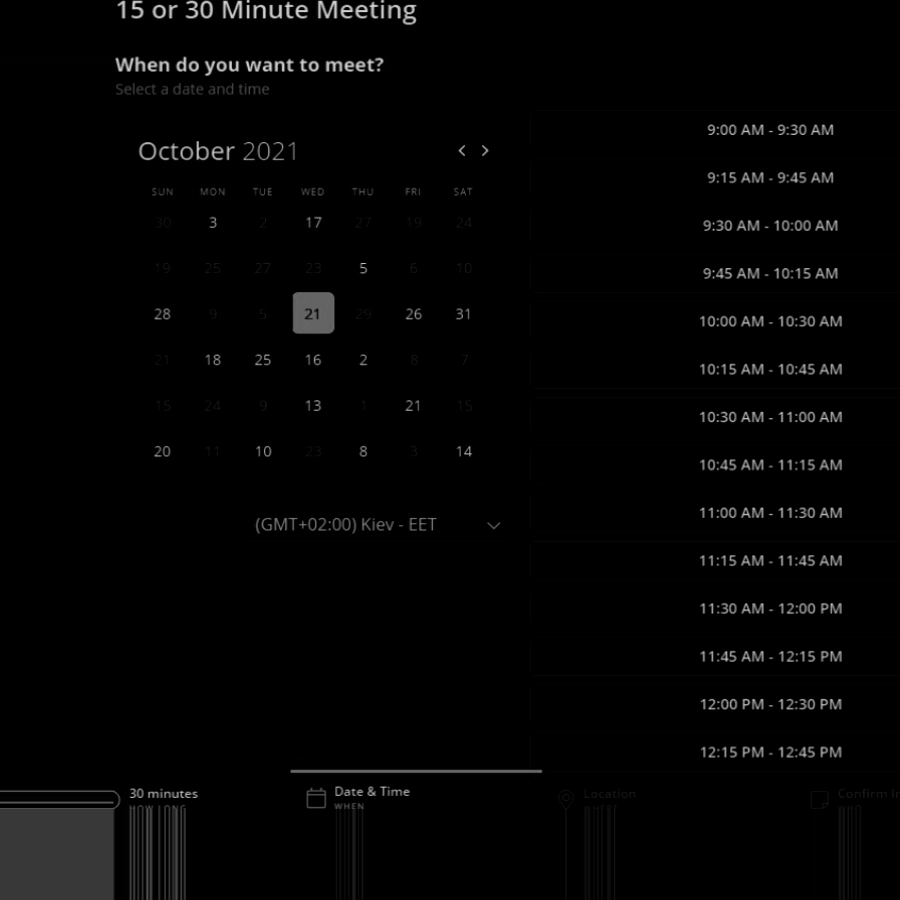 15 or 30 Minute Meeting
When do you want to meet?
Select a date and time
October 2021
SUN MON TUE WED THU FRI SAT
30 3 2 17 27 19 24
19 25 27 23 5 6 10
28 9 5 21 29 26 31
21 18 25 16 2 8 7
15 24 9 13 1 21 15
20 11 10 23 8 3 14
(GMT+02:00) Kiev - EET
9:00 AM - 9:30 AM
9:15 AM - 9:45 AM
9:30 AM - 10:00 AM
9:45 AM - 10:15 AM
10:00 AM - 10:30 AM
10:15 AM - 10:45 AM
10:30 AM - 11:00 AM
10:45 AM - 11:15 AM
11:00 AM - 11:30 AM
11:15 AM - 11:45 AM
11:30 AM - 12:00 PM
11:45 AM - 12:15 PM
12:00 PM - 12:30 PM
12:15 PM - 12:45 PM
30 minutes
HOW LONG
Date & Time
WHEN
Location
WHERE
Confirm